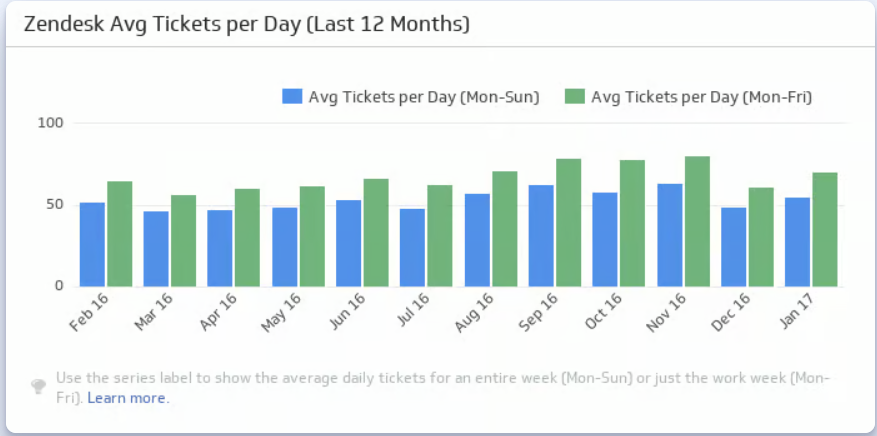 Zendesk Avg Tickets per Day (Last 12 Months)
Avg Tickets per Day (Mon-Sun) Avg Tickets per Day (Mon-Fri)
100
50
0
Feb 16 Mar 16 Apr 16 May 16 Jun 16 Jul 16 Aug 16 Sep 16 Oct 16 Nov 16 Dec 16 Jan 17
Use the series label to show the average daily tickets for an entire week (Mon-Sun) or just the work week (Mon-
Fri). Learn more.